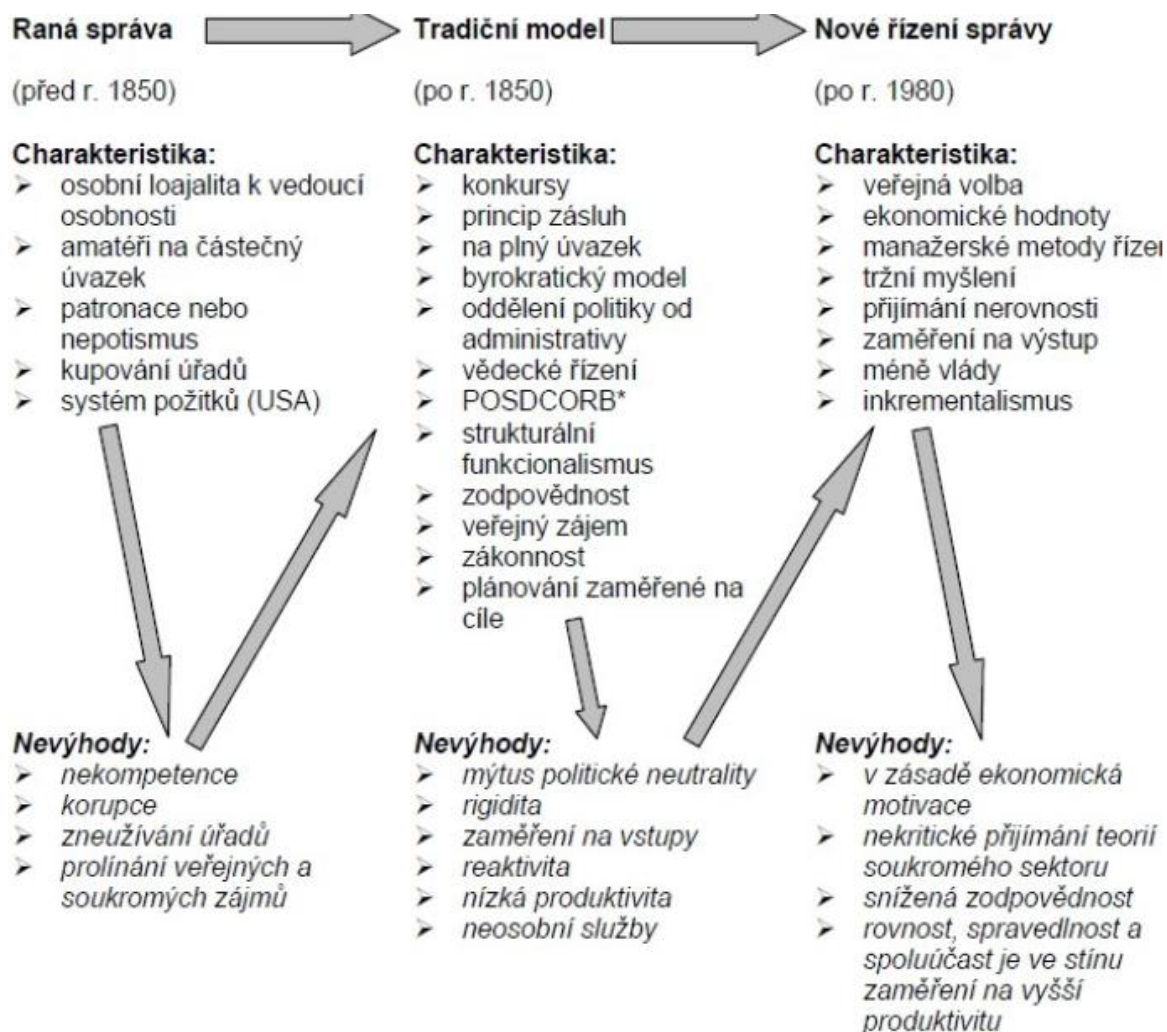 Raná správa
(před r. 1850)
Charakteristika:
➢ osobní loajalita k vedoucí
osobnosti
➢ amatéři na částečný
úvazek
➢ patronace nebo
nepotismus
➢ kupování úřadů
➢ systém požitků (USA)
Nevýhody:
➢ nekompetence
➢ korupce
➢ zneužívání úřadů
➢ prolínání veřejných a
soukromých zájmů
Tradiční model
(po r. 1850)
Charakteristika:
➢ konkursy
➢ princip zásluh
➢ na plný úvazek
➢ byrokratický model
➢ oddělení politiky od
administrativy
➢ vědecké řízení
➢ POSDCORB*
➢ strukturální
funkcionalismus
➢ zodpovědnost
➢ veřejný zájem
➢ zákonnost
➢ plánování zaměřené na
cíle
Nevýhody:
➢ mýtus politické neutrality
➢ rigidita
➢ zaměření na vstupy
➢ reaktivita
➢ nízká produktivita
➢ neosobní služby
Nové řízení správy
(po r. 1980)
Charakteristika:
➢ veřejná volba
➢ ekonomické hodnoty
➢ manažerské metody říze
➢ tržní myšlení
➢ přijímání nerovnosti
➢ zaměření na výstup
➢ méně vlády
➢ inkrementalismus
Nevýhody:
➢ v zásadě ekonomická
motivace
➢ nekritické přijímání teorií
soukromého sektoru
➢ snížená zodpovědnost
➢ rovnost, spravedlnost a
spoluúčast je ve stínu
zaměření na vyšší
produktivitu